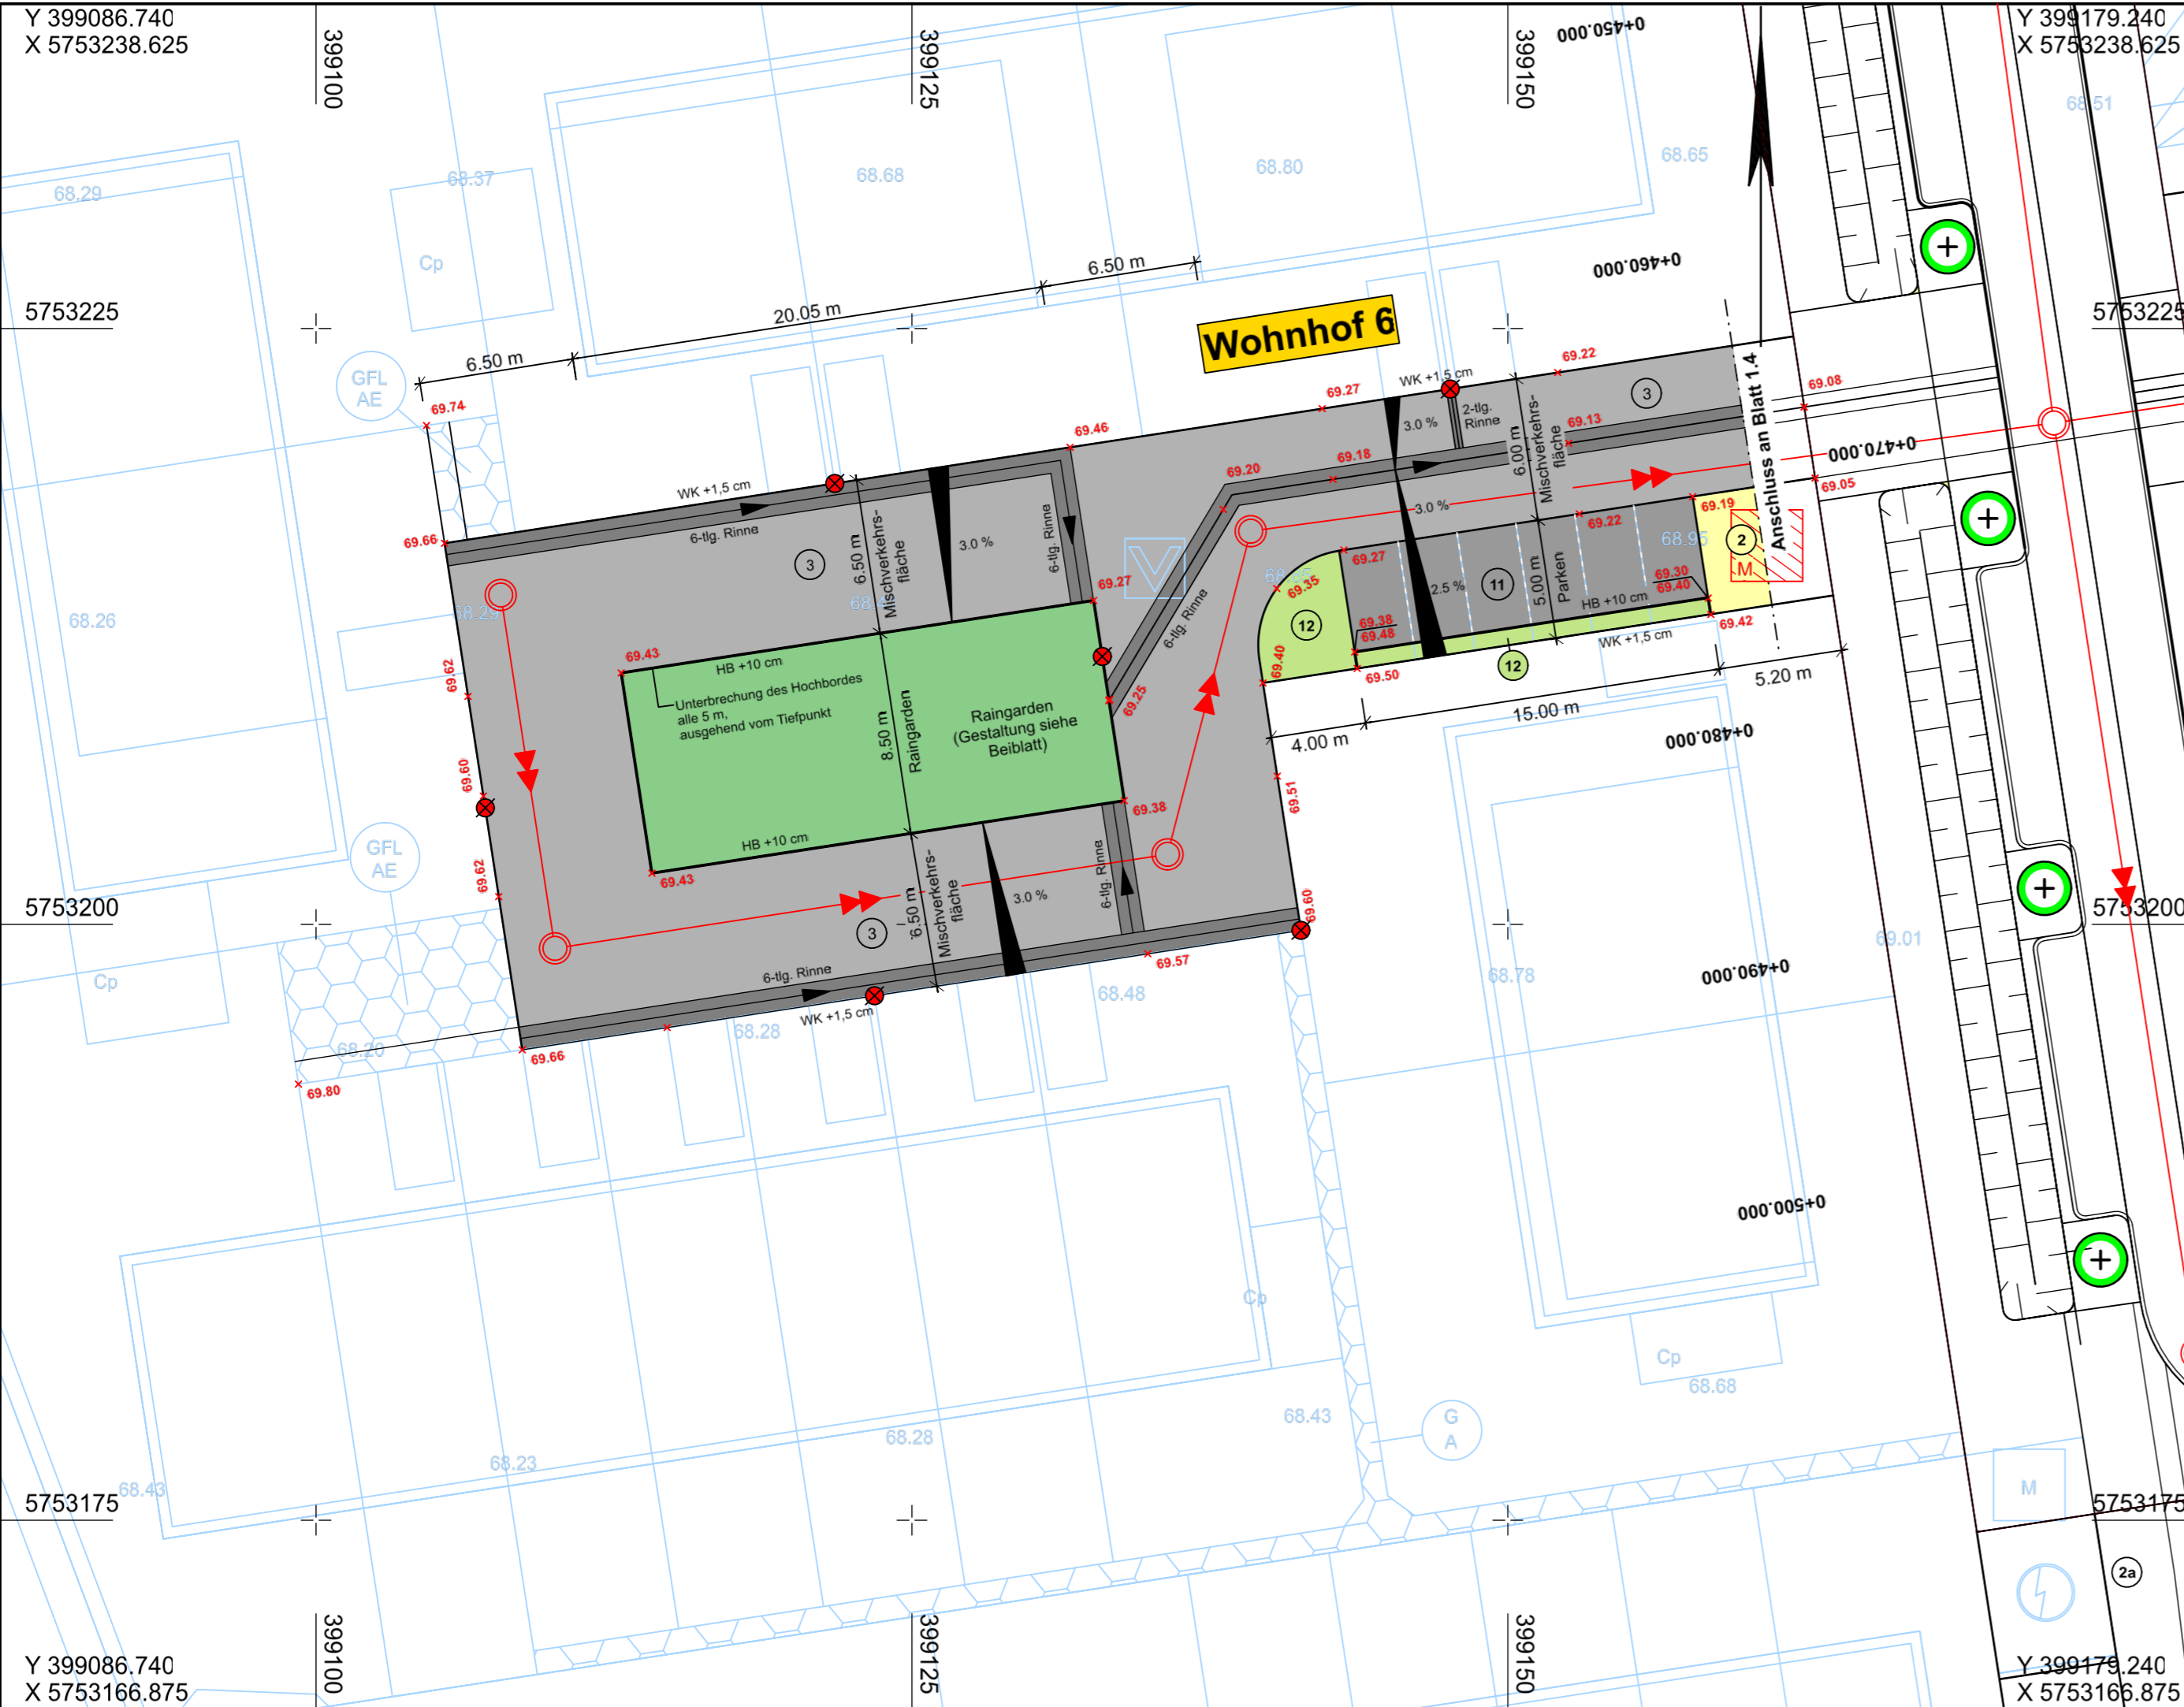 Y 399086.740
X 5753238.625
399100
399125
399150
0+450.000
Y 399179.240
X 5753238.625
68.51
68.29
68.37
68.68
68.80
68.65
Cp
0+460.000
5753225
5753225
6.50 m
20.05 m
6.50 m
Wohnhof 6
GFL
AE
69.74
69.46
69.27
WK +1,5 cm
69.22
3
69.08
3.0 %
2-tlg.
Rinne
6.00 m
Mischverkehrs-
fläche
69.13
Anschluss an Blatt 1.4
0+470.000
69.20
69.18
69.05
WK +1,5 cm
6-tlg. Rinne
6-tlg. Rinne
3.0 %
69.66
3
6.50 m
Mischverkehrs-
fläche
3.0 %
69.27
69.19
69.22
68.95
2
M
69.27
69.35
2.5 %
11
5.00 m
Parken
69.30
69.40
HB +10 cm
68.29
68.26
12
69.38
69.48
69.42
WK +1,5 cm
69.43
HB +10 cm
6-tlg. Rinne
69.40
69.50
12
5.20 m
69.62
Unterbrechung des Hochbordes
alle 5 m,
ausgehend vom Tiefpunkt
8.50 m
Raingarden
Raingarden
(Gestaltung siehe
Beiblatt)
69.25
4.00 m
15.00 m
0+480.000
69.60
69.51
69.38
GFL
AE
HB +10 cm
69.62
69.43
6.50 m
Mischverkehrs-
fläche
3.0 %
6-tlg. Rinne
69.60
5753200
5753200
3
69.57
69.01
6-tlg. Rinne
Cp
68.48
68.78
0+490.000
WK +1,5 cm
68.28
68.20
69.66
69.80
0+500.000
Cp
Cp
68.68
68.43
G
A
68.28
68.23
68.43
5753175
M
5753175
2a
399100
399125
399150
Y 399086.740
X 5753166.875
Y 399179.240
X 5753166.875